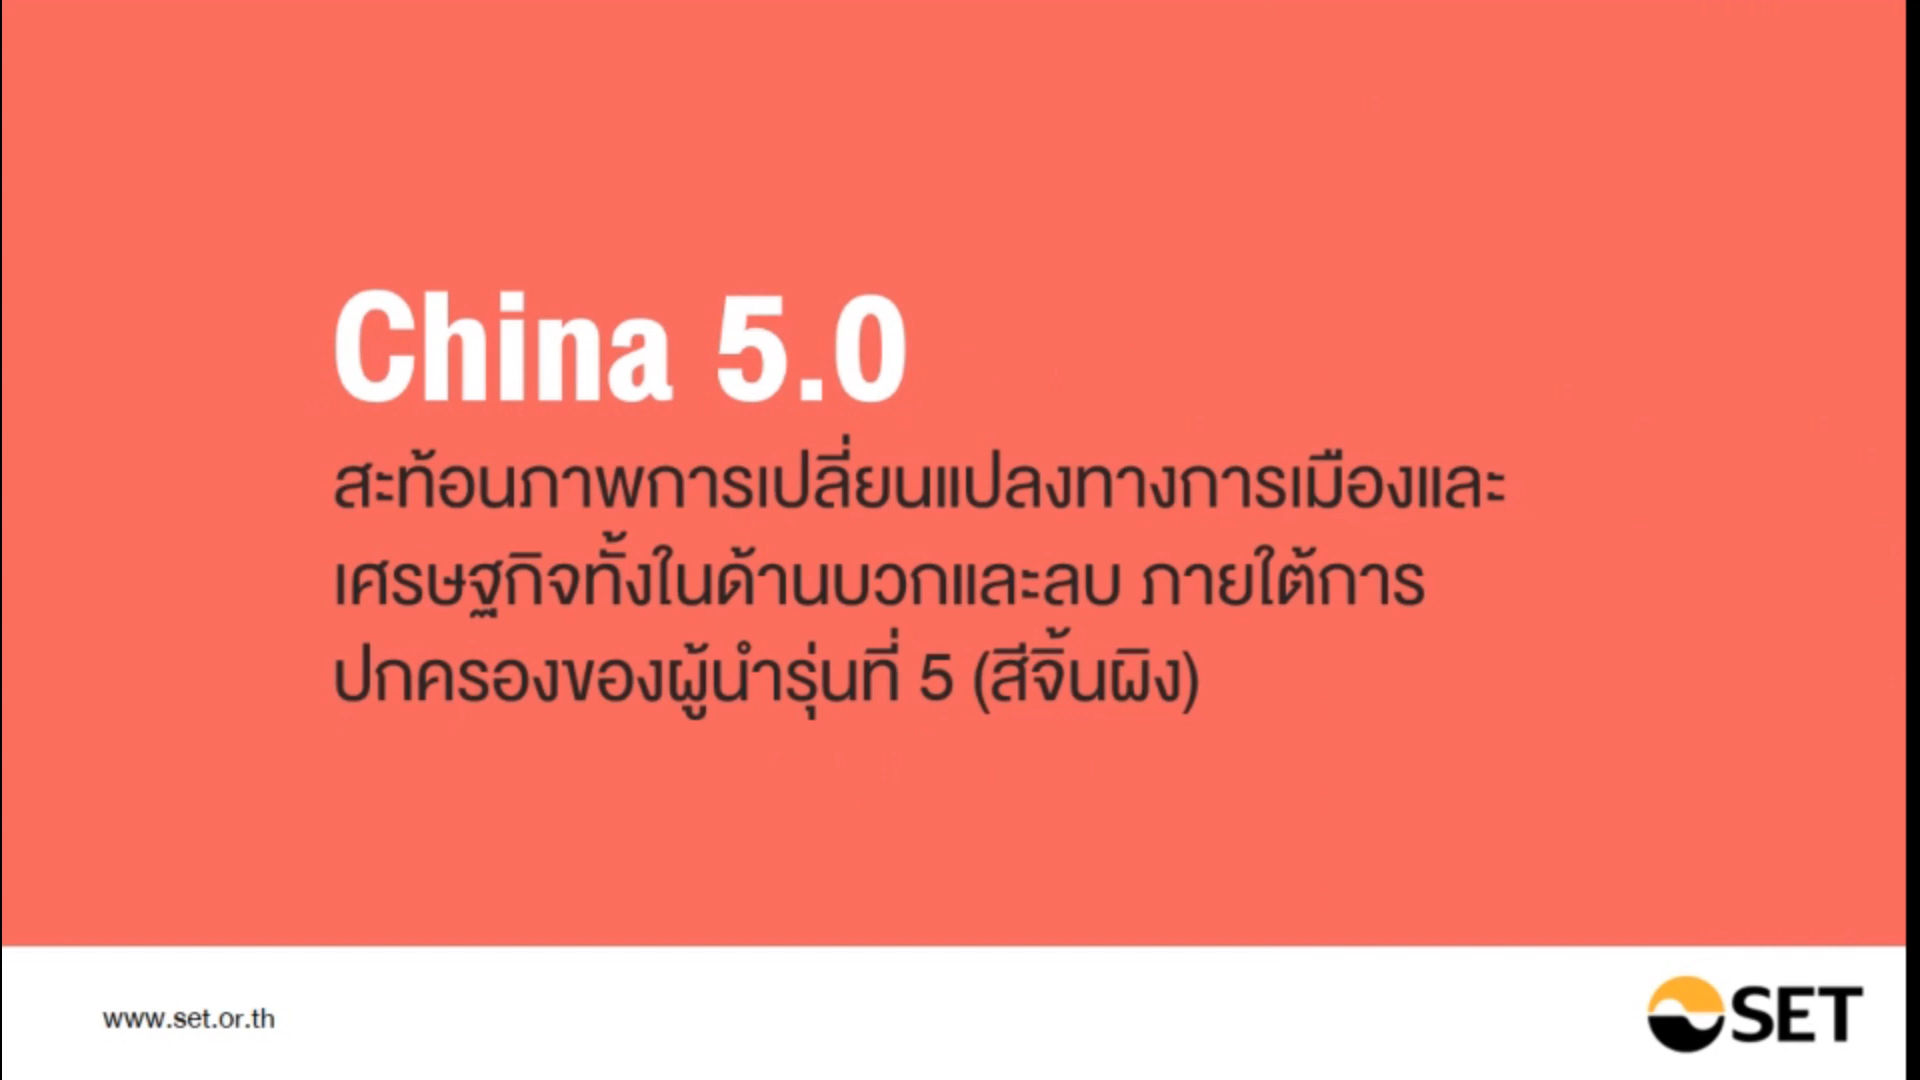 China 5.0
สะท้อนภาพการเปลี่ยนแปลงทางการเมืองและ
เศรษฐกิจทั้งในด้านบวกและลบ ภายใต้การ
ปกครองของผู้นำรุ่นที่ 5 (สีจิ้นผิง)
www.set.or.th
SET